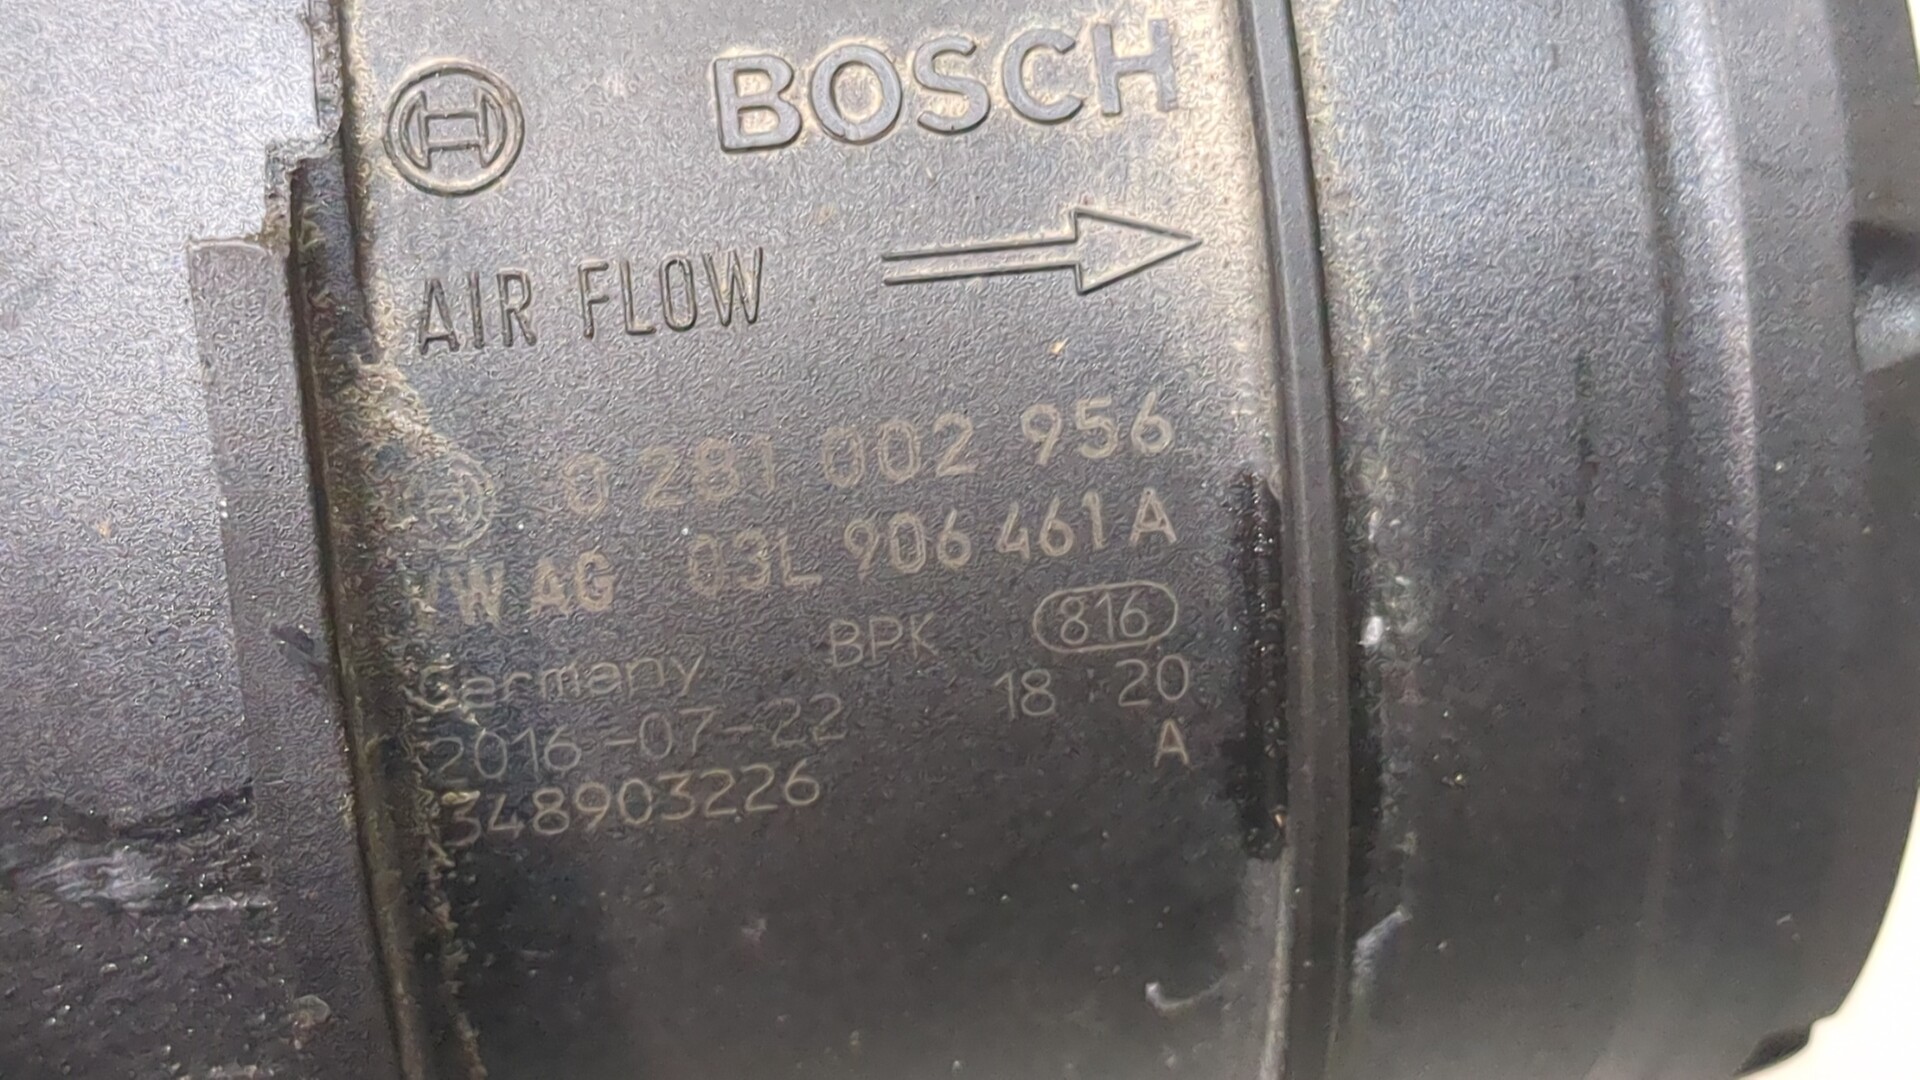 BOSCH
AIR FLOW
0 281 002 956
VW AG 03L 906 461 A
BPK 816
Germany 18 20
2016-07-22 A
348903226